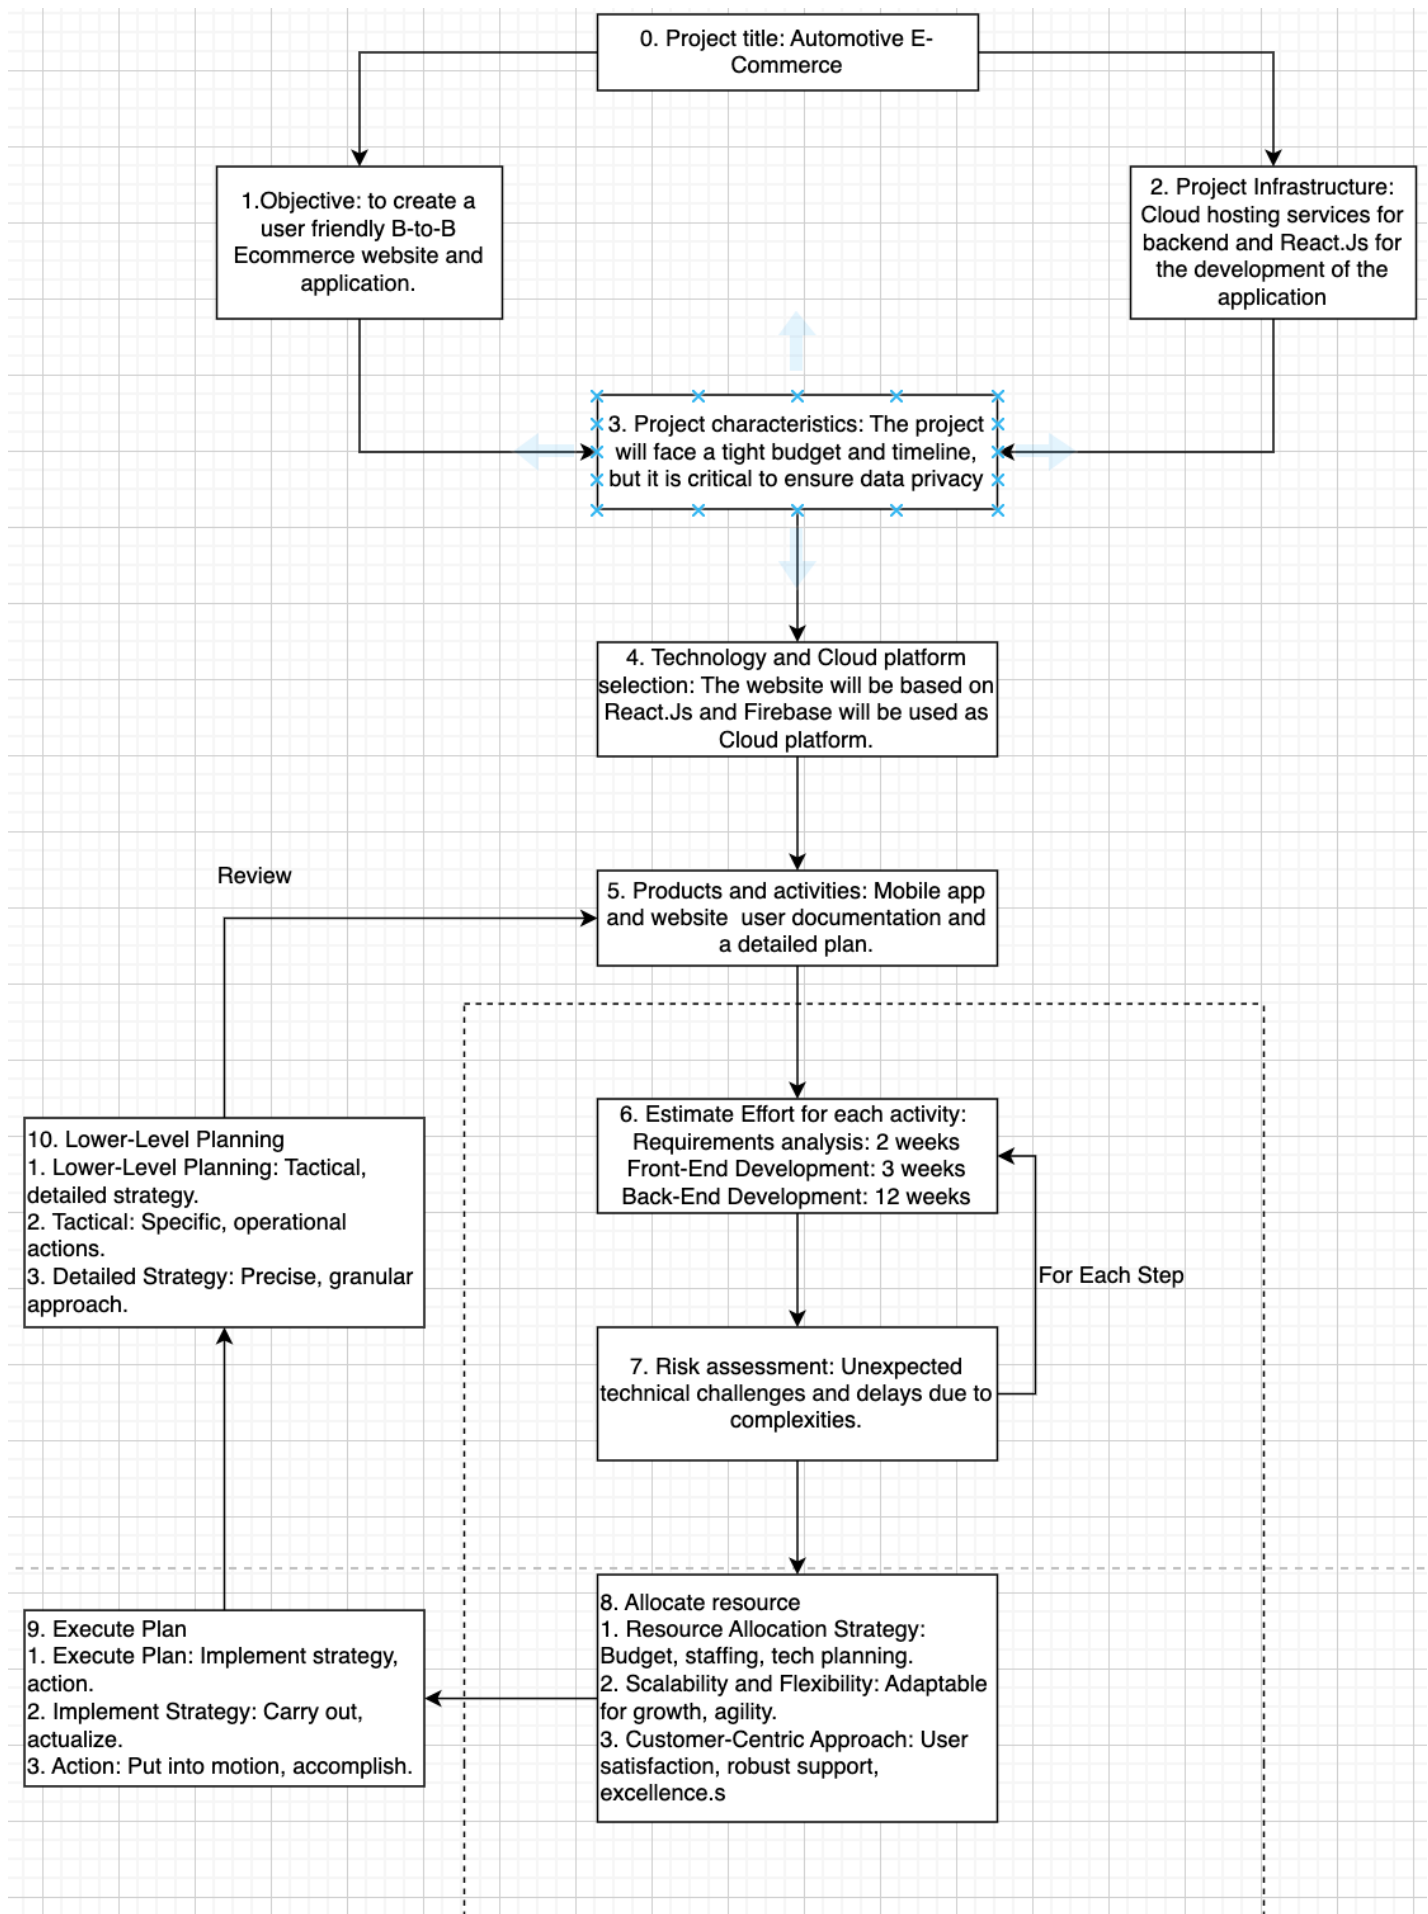 0. Project title: Automotive E-
Commerce
1.Objective: to create a
user friendly B-to-B
Ecommerce website and
application.
2. Project Infrastructure:
Cloud hosting services for
backend and React.Js for
the development of the
application
3. Project characteristics: The project
will face a tight budget and timeline,
but it is critical to ensure data privacy
4. Technology and Cloud platform
selection: The website will be based on
React.Js and Firebase will be used as
Cloud platform.
Review
5. Products and activities: Mobile app
and website  user documentation and
a detailed plan.
6. Estimate Effort for each activity:
Requirements analysis: 2 weeks
Front-End Development: 3 weeks
Back-End Development: 12 weeks
10. Lower-Level Planning
1. Lower-Level Planning: Tactical,
detailed strategy.
2. Tactical: Specific, operational
actions.
3. Detailed Strategy: Precise, granular
approach.
For Each Step
7. Risk assessment: Unexpected
technical challenges and delays due to
complexities.
8. Allocate resource
1. Resource Allocation Strategy:
Budget, staffing, tech planning.
2. Scalability and Flexibility: Adaptable
for growth, agility.
3. Customer-Centric Approach: User
satisfaction, robust support,
excellence.s
9. Execute Plan
1. Execute Plan: Implement strategy,
action.
2. Implement Strategy: Carry out,
actualize.
3. Action: Put into motion, accomplish.